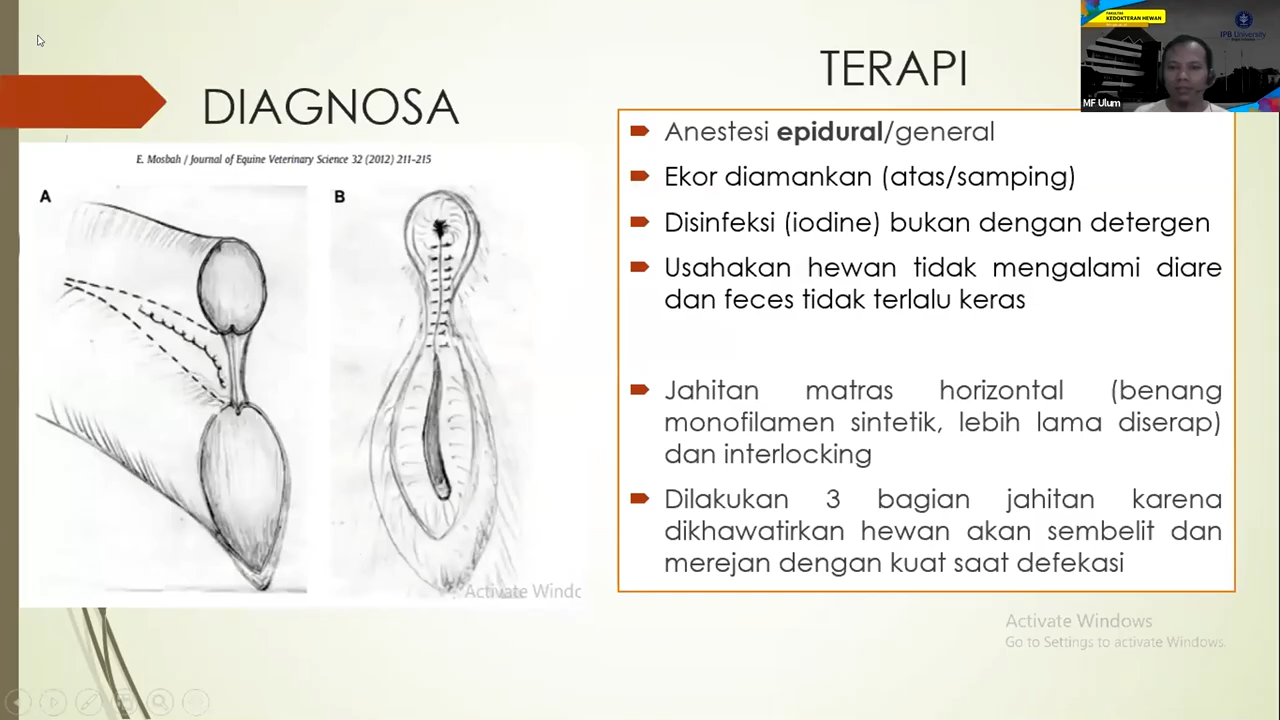 DIAGNOSA
E. Mosbah / Journal of Equine Veterinary Science 32 (2012) 211-215
A
B
Activate Windo
TERAPI
Anestesi epidural/general
Ekor diamankan (atas/samping)
Disinfeksi (iodine) bukan dengan detergen
Usahakan hewan tidak mengalami diare
dan feces tidak terlalu keras
Jahitan matras horizontal (benang
monofilamen sintetik, lebih lama diserap)
dan interlocking
Dilakukan 3 bagian jahitan karena
dikhawatirkan hewan akan sembelit dan
merejan dengan kuat saat defekasi
Activate Windows
Go to Settings to activate Windows.
FAKULTAS
KEDOKTERAN HEWAN
IPB University
MF Ulum